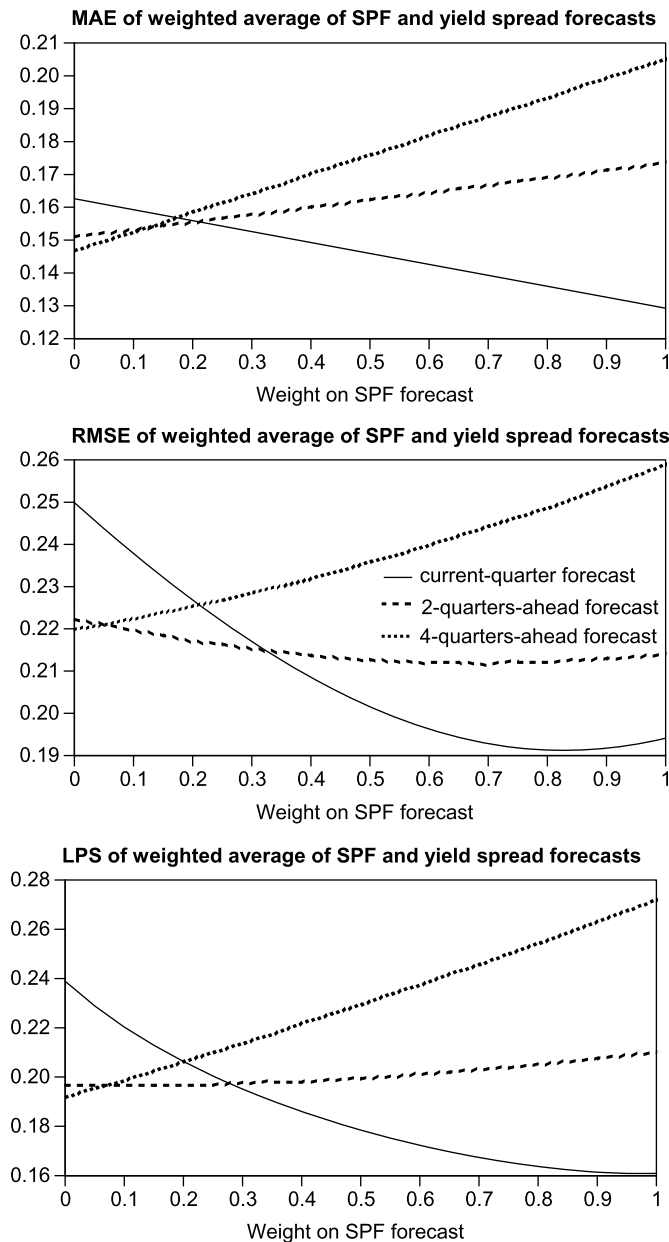 MAE of weighted average of SPF and yield spread forecasts
0.21
0.20
0.19
0.18
0.17
0.16
0.15
0.14
0.13
0.12
0 0.1 0.2 0.3 0.4 0.5 0.6 0.7 0.8 0.9 1
Weight on SPF forecast
RMSE of weighted average of SPF and yield spread forecasts
0.26
0.25
0.24
0.23
0.22
0.21
0.20
0.19
current-quarter forecast
2-quarters-ahead forecast
4-quarters-ahead forecast
0 0.1 0.2 0.3 0.4 0.5 0.6 0.7 0.8 0.9 1
Weight on SPF forecast
LPS of weighted average of SPF and yield spread forecasts
0.28
0.26
0.24
0.22
0.20
0.18
0.16
0 0.1 0.2 0.3 0.4 0.5 0.6 0.7 0.8 0.9 1
Weight on SPF forecast